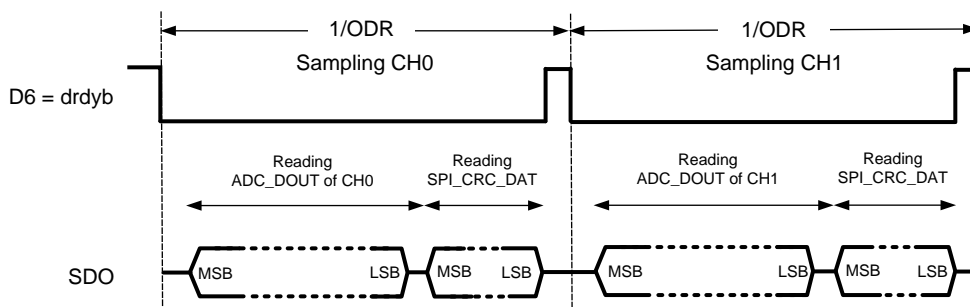 1/ODR
1/ODR
Sampling CH0
Sampling CH1
D6 = drdyb
Reading
ADC_DOUT of CH0
Reading
SPI_CRC_DAT
Reading
ADC_DOUT of CH1
Reading
SPI_CRC_DAT
SDO
MSB
LSB
MSB
LSB
MSB
LSB
MSB
LSB